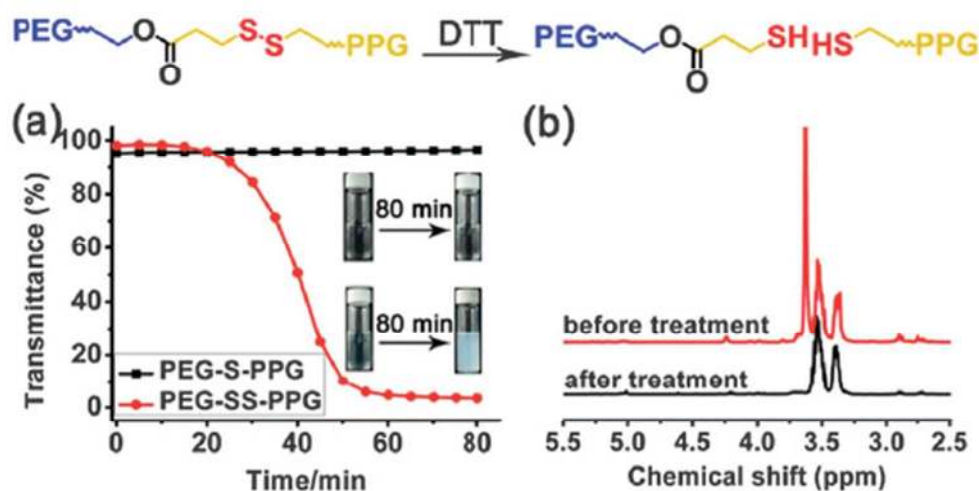 PEG O S S PPG DTT PEG O SH HS PPG
O O
(a) (b)
Transmittance (%)
100
80
60
40
20
0
80 min
80 min
PEG-S-PPG
PEG-SS-PPG
0 20 40 60 80
Time/min
before treatment
after treatment
5.5 5.0 4.5 4.0 3.5 3.0 2.5
Chemical shift (ppm)